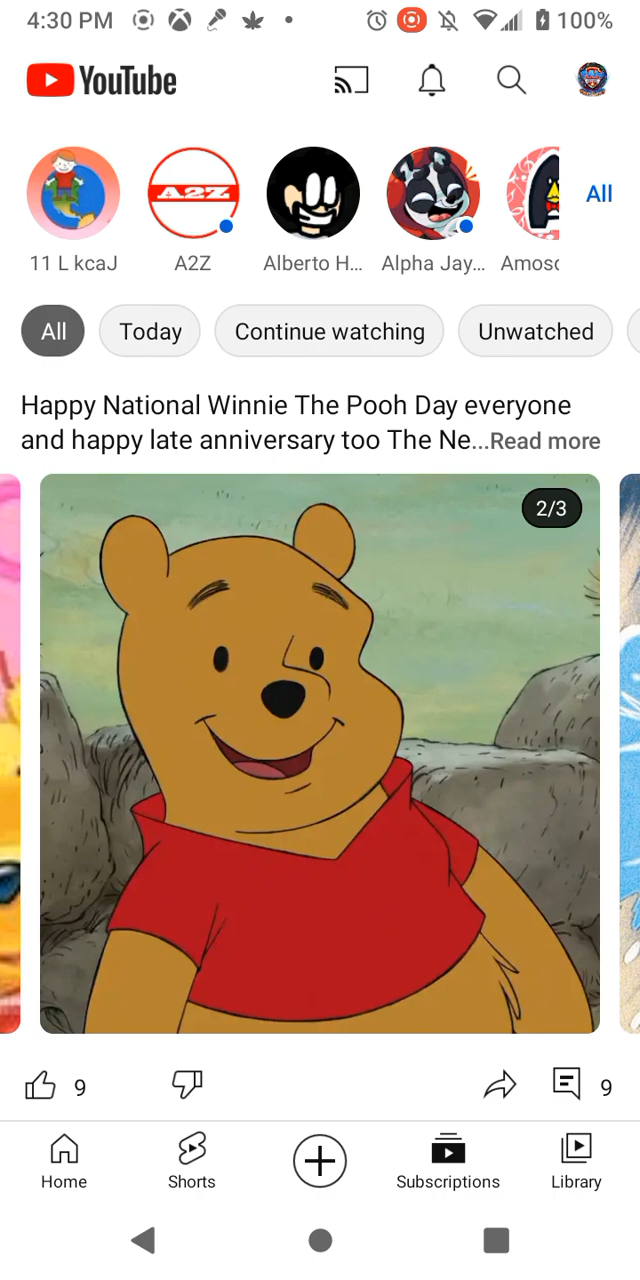 4:30 PM
100%
YouTube
A2Z
All
11 L kcaJ
A2Z
Alberto H...
Alpha Jay...
Amoso
All
Today
Continue watching
Unwatched
Happy National Winnie The Pooh Day everyone
and happy late anniversary too The Ne...Read more
2/3
9
9
Home
Shorts
Subscriptions
Library